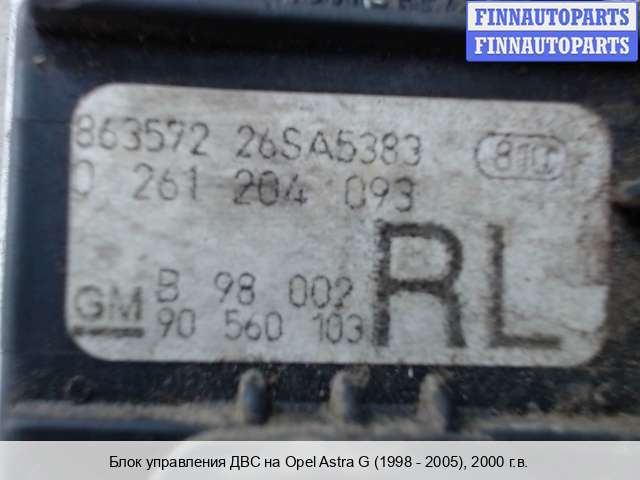 FINNAUTOPARTS
FINNAUTOPARTS
863572 26SA5383
0 261 204 093
B 98 002
GM 90 560 103
RL
Блок управления ДВС на Opel Astra G (1998 - 2005), 2000 г.в.